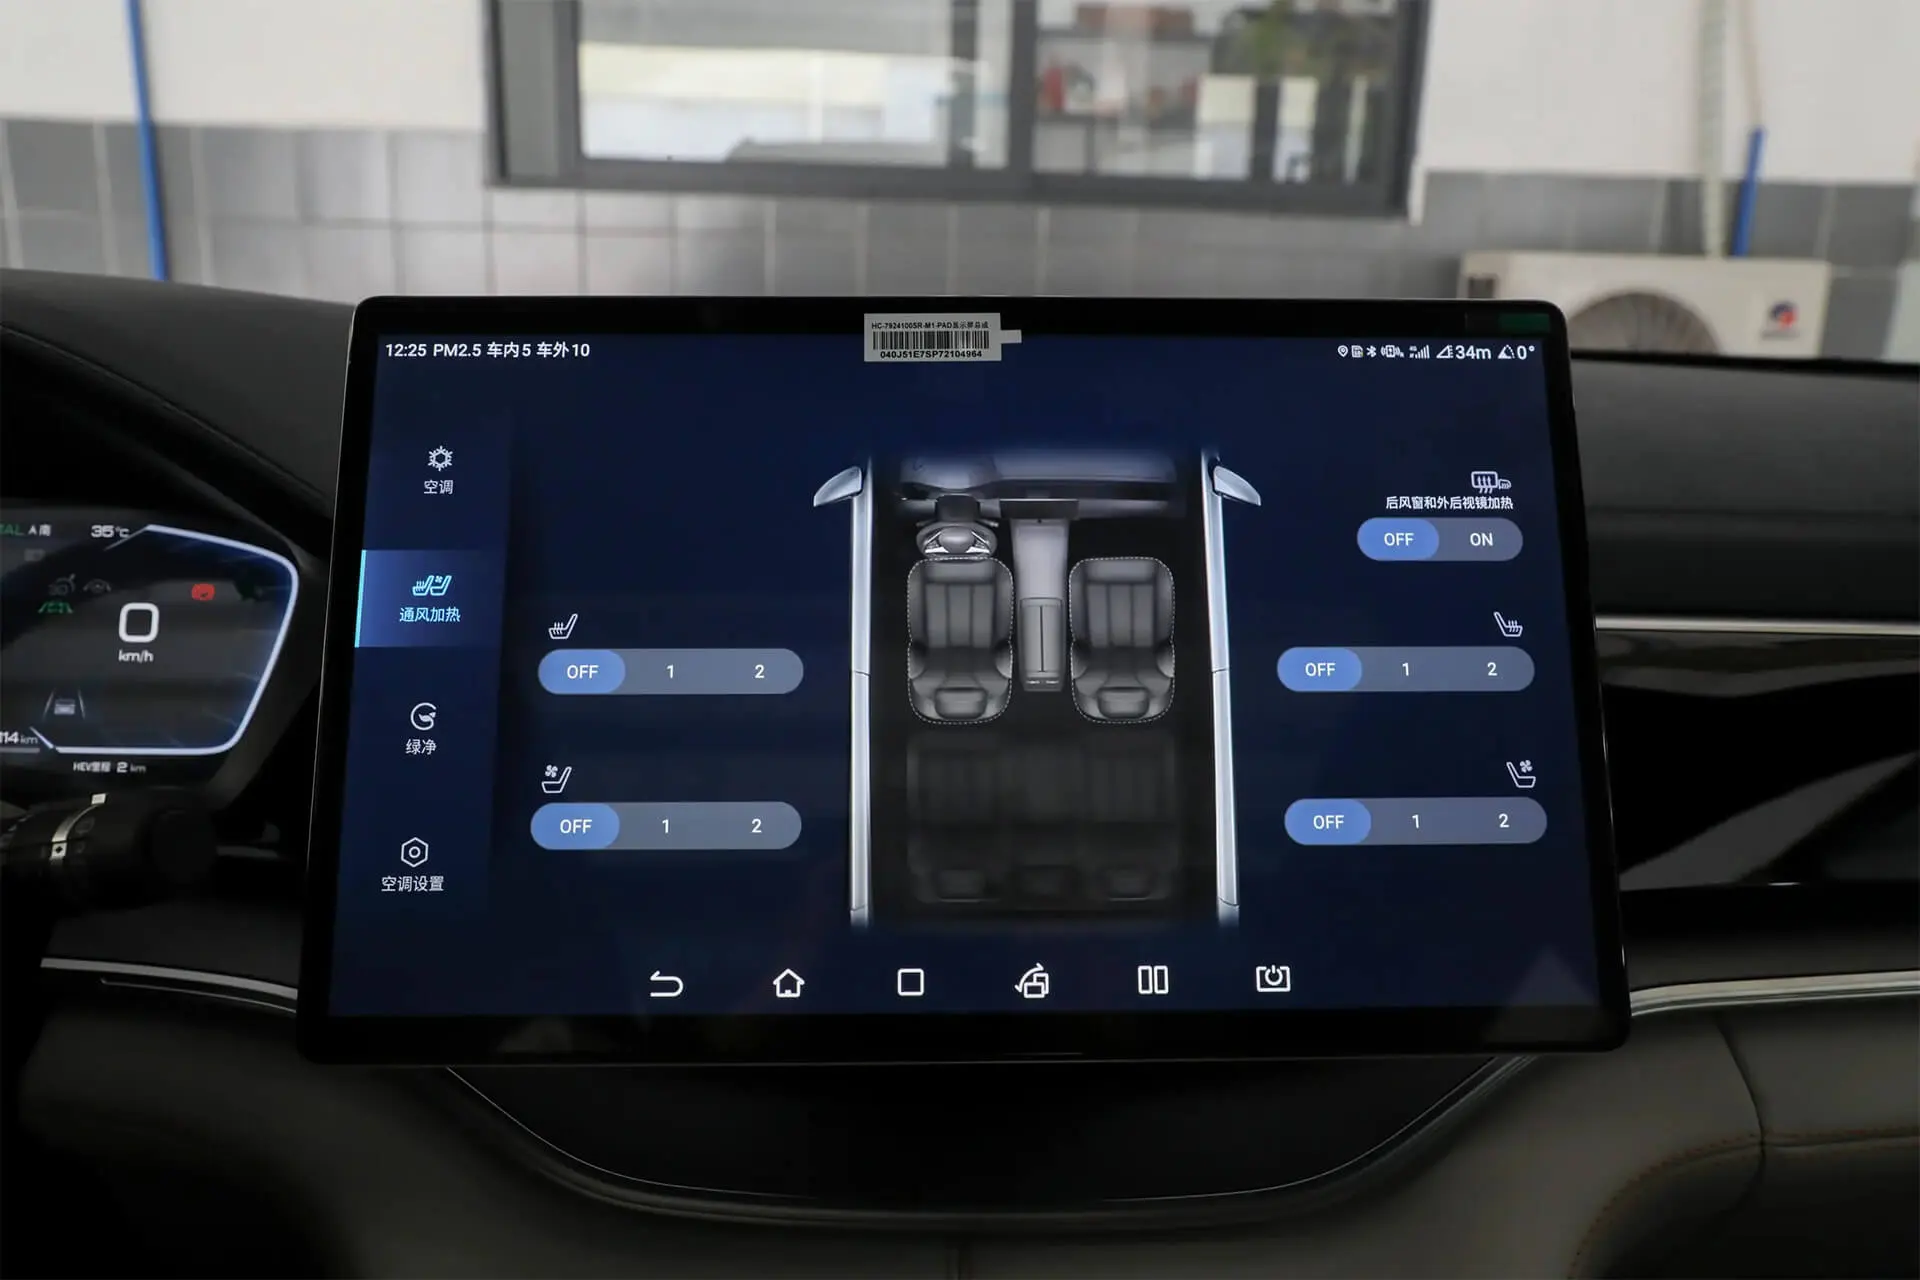 HC-7924100SR-M1-PAD显示屏总成
040J51E7SP72104964
12:25 PM2.5 车内5 车外10
34m 0°
空调
通风加热
绿净
空调设置
后风窗和外后视镜加热
OFF ON
OFF 1 2
OFF 1 2
OFF 1 2
OFF 1 2
南 35℃
0
km/h
114km
HEV里程 2 km